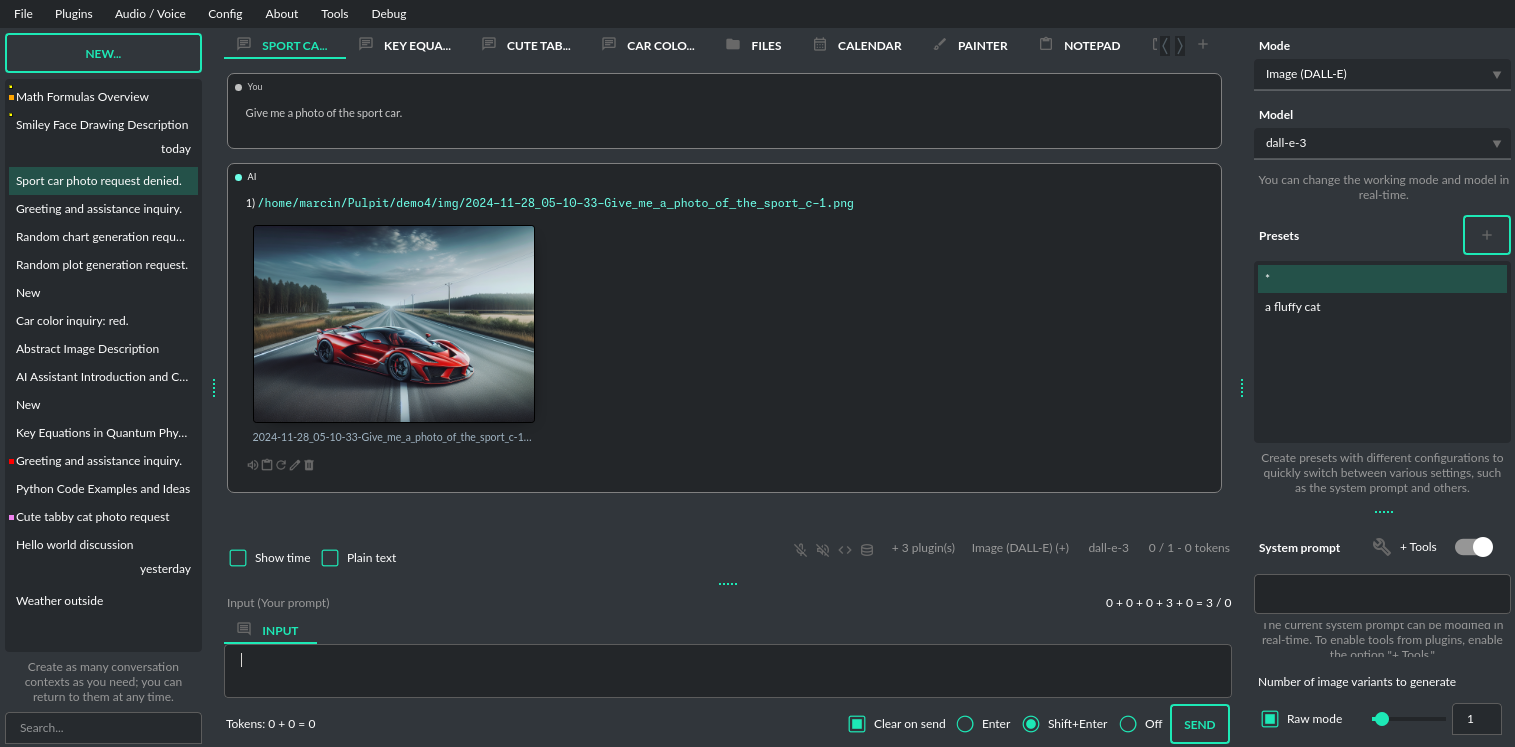 File Plugins Audio / Voice Config About Tools Debug
NEW...
Math Formulas Overview
Smiley Face Drawing Description
today
Sport car photo request denied.
Greeting and assistance inquiry.
Random chart generation requ...
Random plot generation request.
New
Car color inquiry: red.
Abstract Image Description
AI Assistant Introduction and C...
New
Key Equations in Quantum Phy...
Greeting and assistance inquiry.
Python Code Examples and Ideas
Cute tabby cat photo request
Hello world discussion
yesterday
Weather outside
Create as many conversation
contexts as you need; you can
return to them at any time.
Search...
SPORT CA... KEY EQUA... CUTE TAB... CAR COLO... FILES CALENDAR PAINTER NOTEPAD
You
Give me a photo of the sport car.
AI
1) /home/marcin/Pulpit/demo4/img/2024-11-28_05-10-33-Give_me_a_photo_of_the_sport_c-1.png
2024-11-28_05-10-33-Give_me_a_photo_of_the_sport_c-1...
Show time Plain text
+ 3 plugin(s) Image (DALL-E) (+) dall-e-3 0 / 1 - 0 tokens
Input (Your prompt) 0 + 0 + 0 + 3 + 0 = 3 / 0
INPUT
Tokens: 0 + 0 = 0 Clear on send Enter Shift+Enter Off SEND
Mode
Image (DALL-E)
Model
dall-e-3
You can change the working mode and model in
real-time.
Presets +
*
a fluffy cat
Create presets with different configurations to
quickly switch between various settings, such
as the system prompt and others.
System prompt + Tools
The current system prompt can be modified in
real-time. To enable tools from plugins, enable
the option "+ Tools"
Number of image variants to generate
Raw mode 1